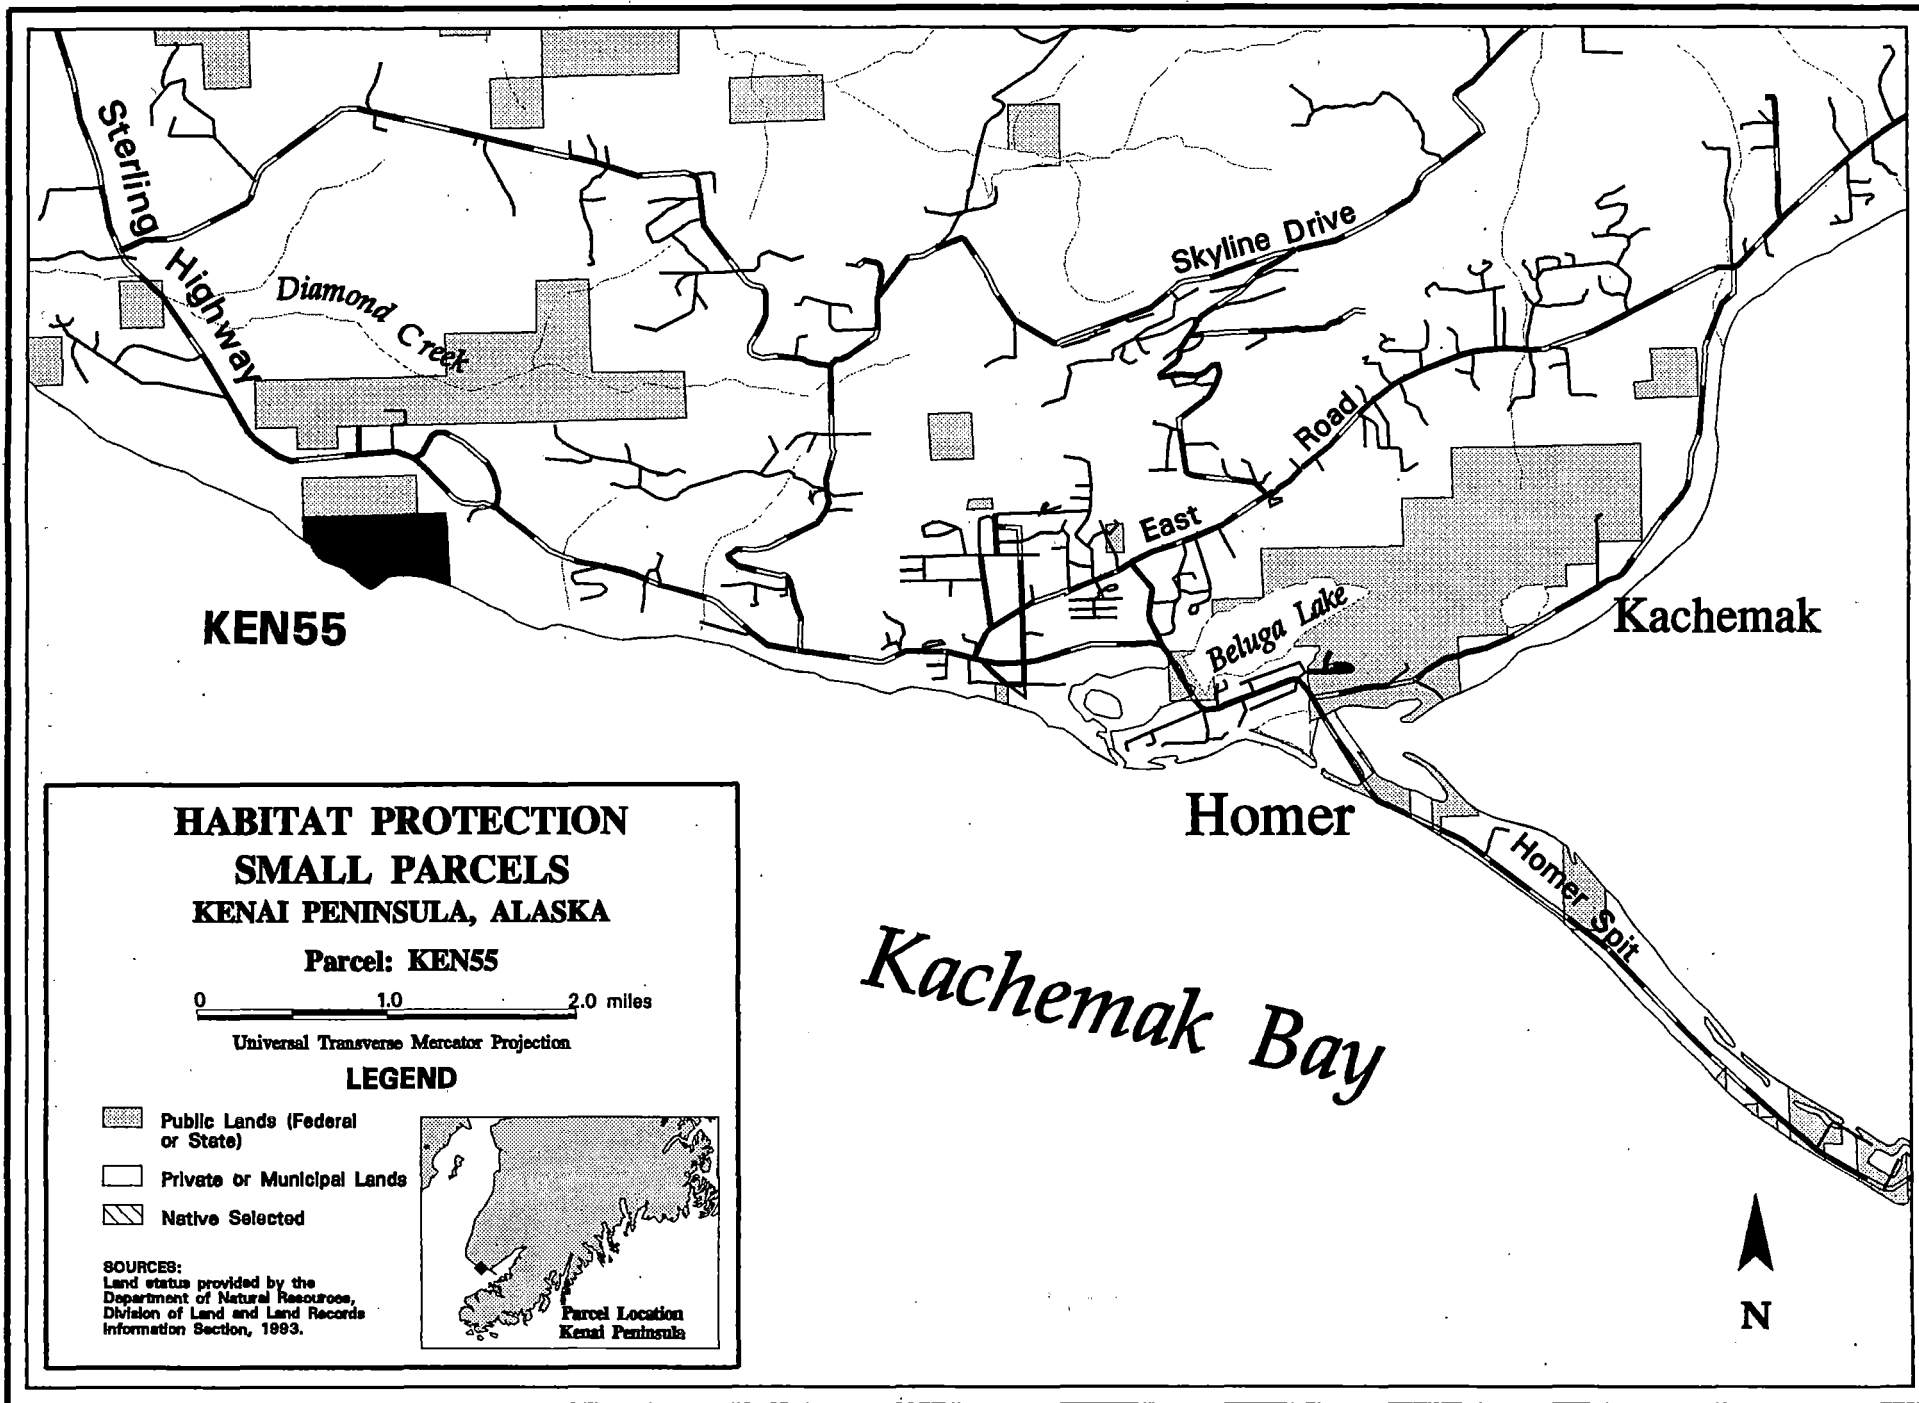 Sterling
Highway
Diamond Creek
Skyline Drive
East Road
Beluga Lake
Kachemak
KEN55
Homer
Homer Spit
Kachemak Bay
HABITAT PROTECTION
SMALL PARCELS
KENAI PENINSULA, ALASKA
Parcel: KEN55
0 1.0 2.0 miles
Universal Transverse Mercator Projection
LEGEND
Public Lands (Federal
or State)
Private or Municipal Lands
Native Selected
SOURCES:
Land status provided by the
Department of Natural Resources,
Division of Land and Land Records
Information Section, 1993.
Parcel Location
Kenai Peninsula
N